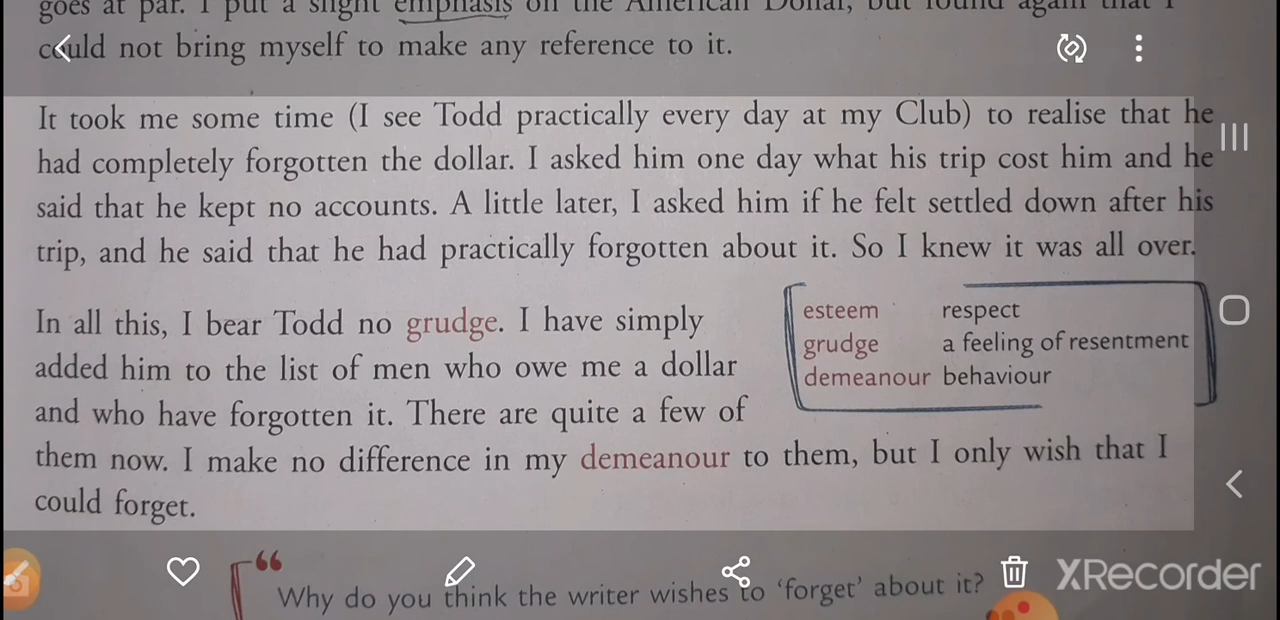 goes at par. I put a slight emphasis on the American Dollar, but found again that I
could not bring myself to make any reference to it.
It took me some time (I see Todd practically every day at my Club) to realise that he
had completely forgotten the dollar. I asked him one day what his trip cost him and he
said that he kept no accounts. A little later, I asked him if he felt settled down after his
trip, and he said that he had practically forgotten about it. So I knew it was all over.
In all this, I bear Todd no grudge. I have simply
added him to the list of men who owe me a dollar
and who have forgotten it. There are quite a few of
them now. I make no difference in my demeanour to them, but I only wish that I
could forget.
esteem respect
grudge a feeling of resentment
demeanour behaviour
“
Why do you think the writer wishes to ‘forget’ about it?
XRecorder